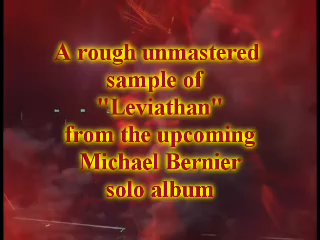 A rough unmastered
sample of
"Leviathan"
from the upcoming
Michael Bernier
solo album